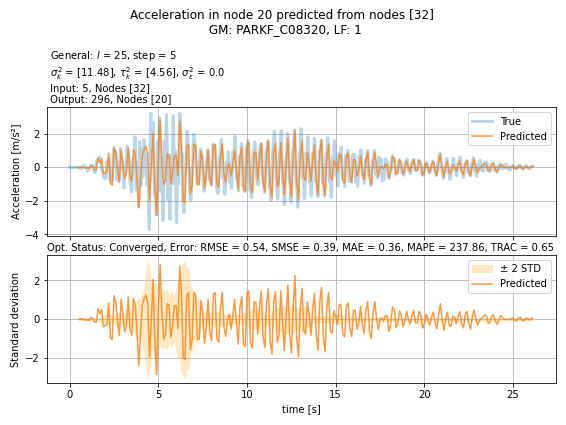 Acceleration in node 20 predicted from nodes [32]
GM: PARKF_C08320, LF: 1
General: l = 25, step = 5
σ²ₖ = [11.48], τ²ₖ = [4.56], σ²ε = 0.0
Input: 5, Nodes [32]
Output: 296, Nodes [20]
Acceleration [m/s²]
2
0
−2
−4
True
Predicted
Opt. Status: Converged, Error: RMSE = 0.54, SMSE = 0.39, MAE = 0.36, MAPE = 237.86, TRAC = 0.65
Standard deviation
2
0
−2
± 2 STD
Predicted
0 5 10 15 20 25
time [s]